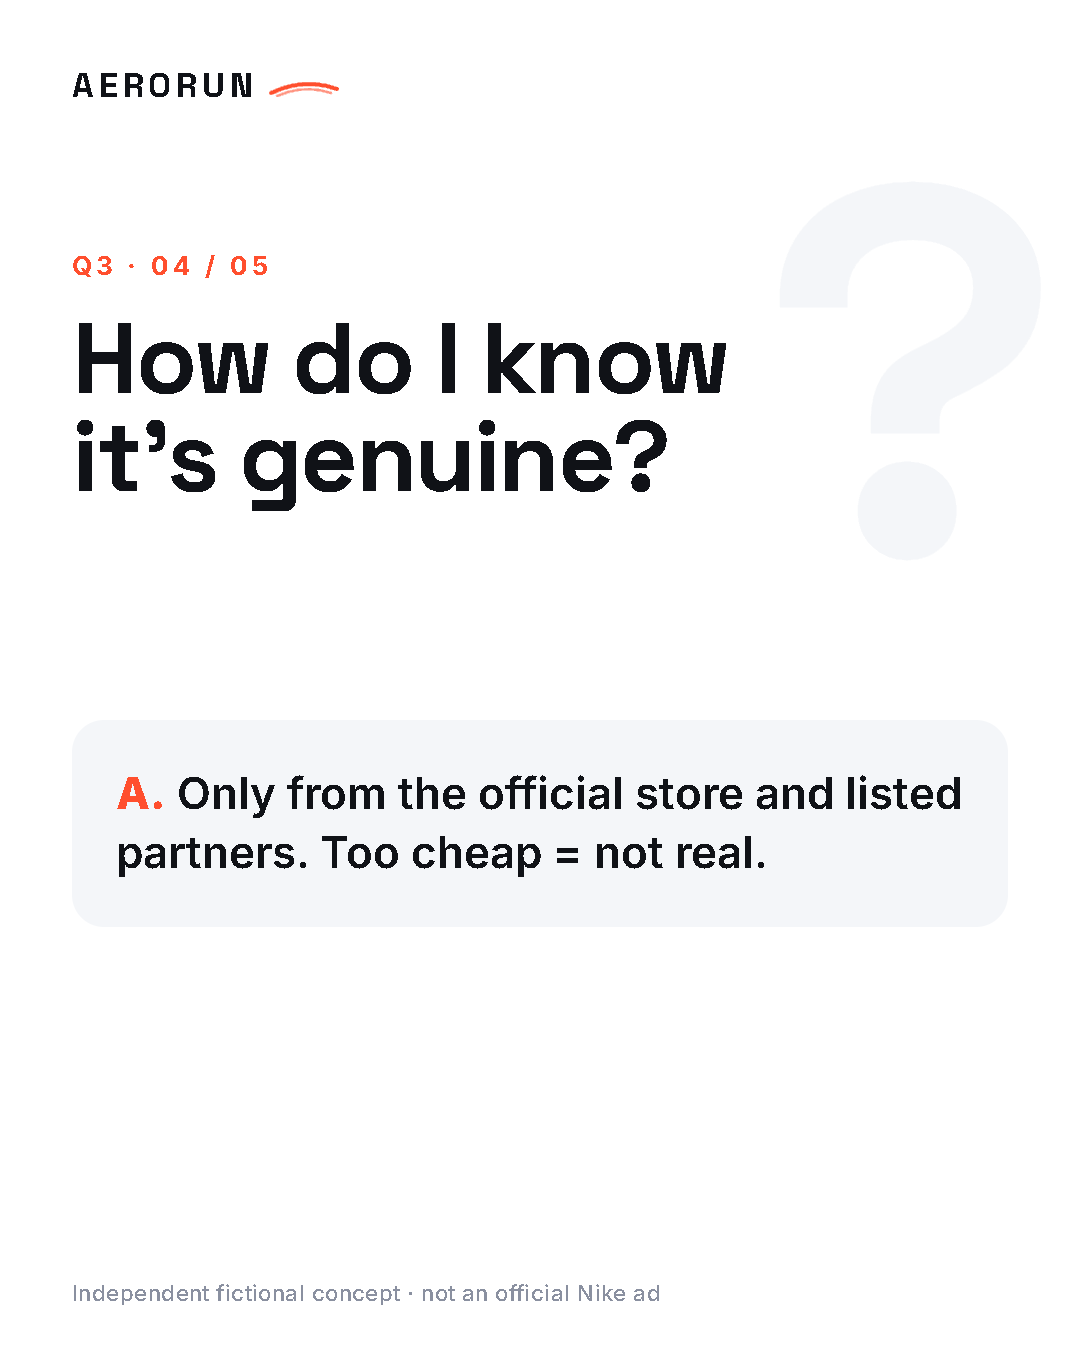 AERORUN
Q3 · 04 / 05
How do I know
it’s genuine?
?
A. Only from the official store and listed
partners. Too cheap = not real.
Independent fictional concept · not an official Nike ad